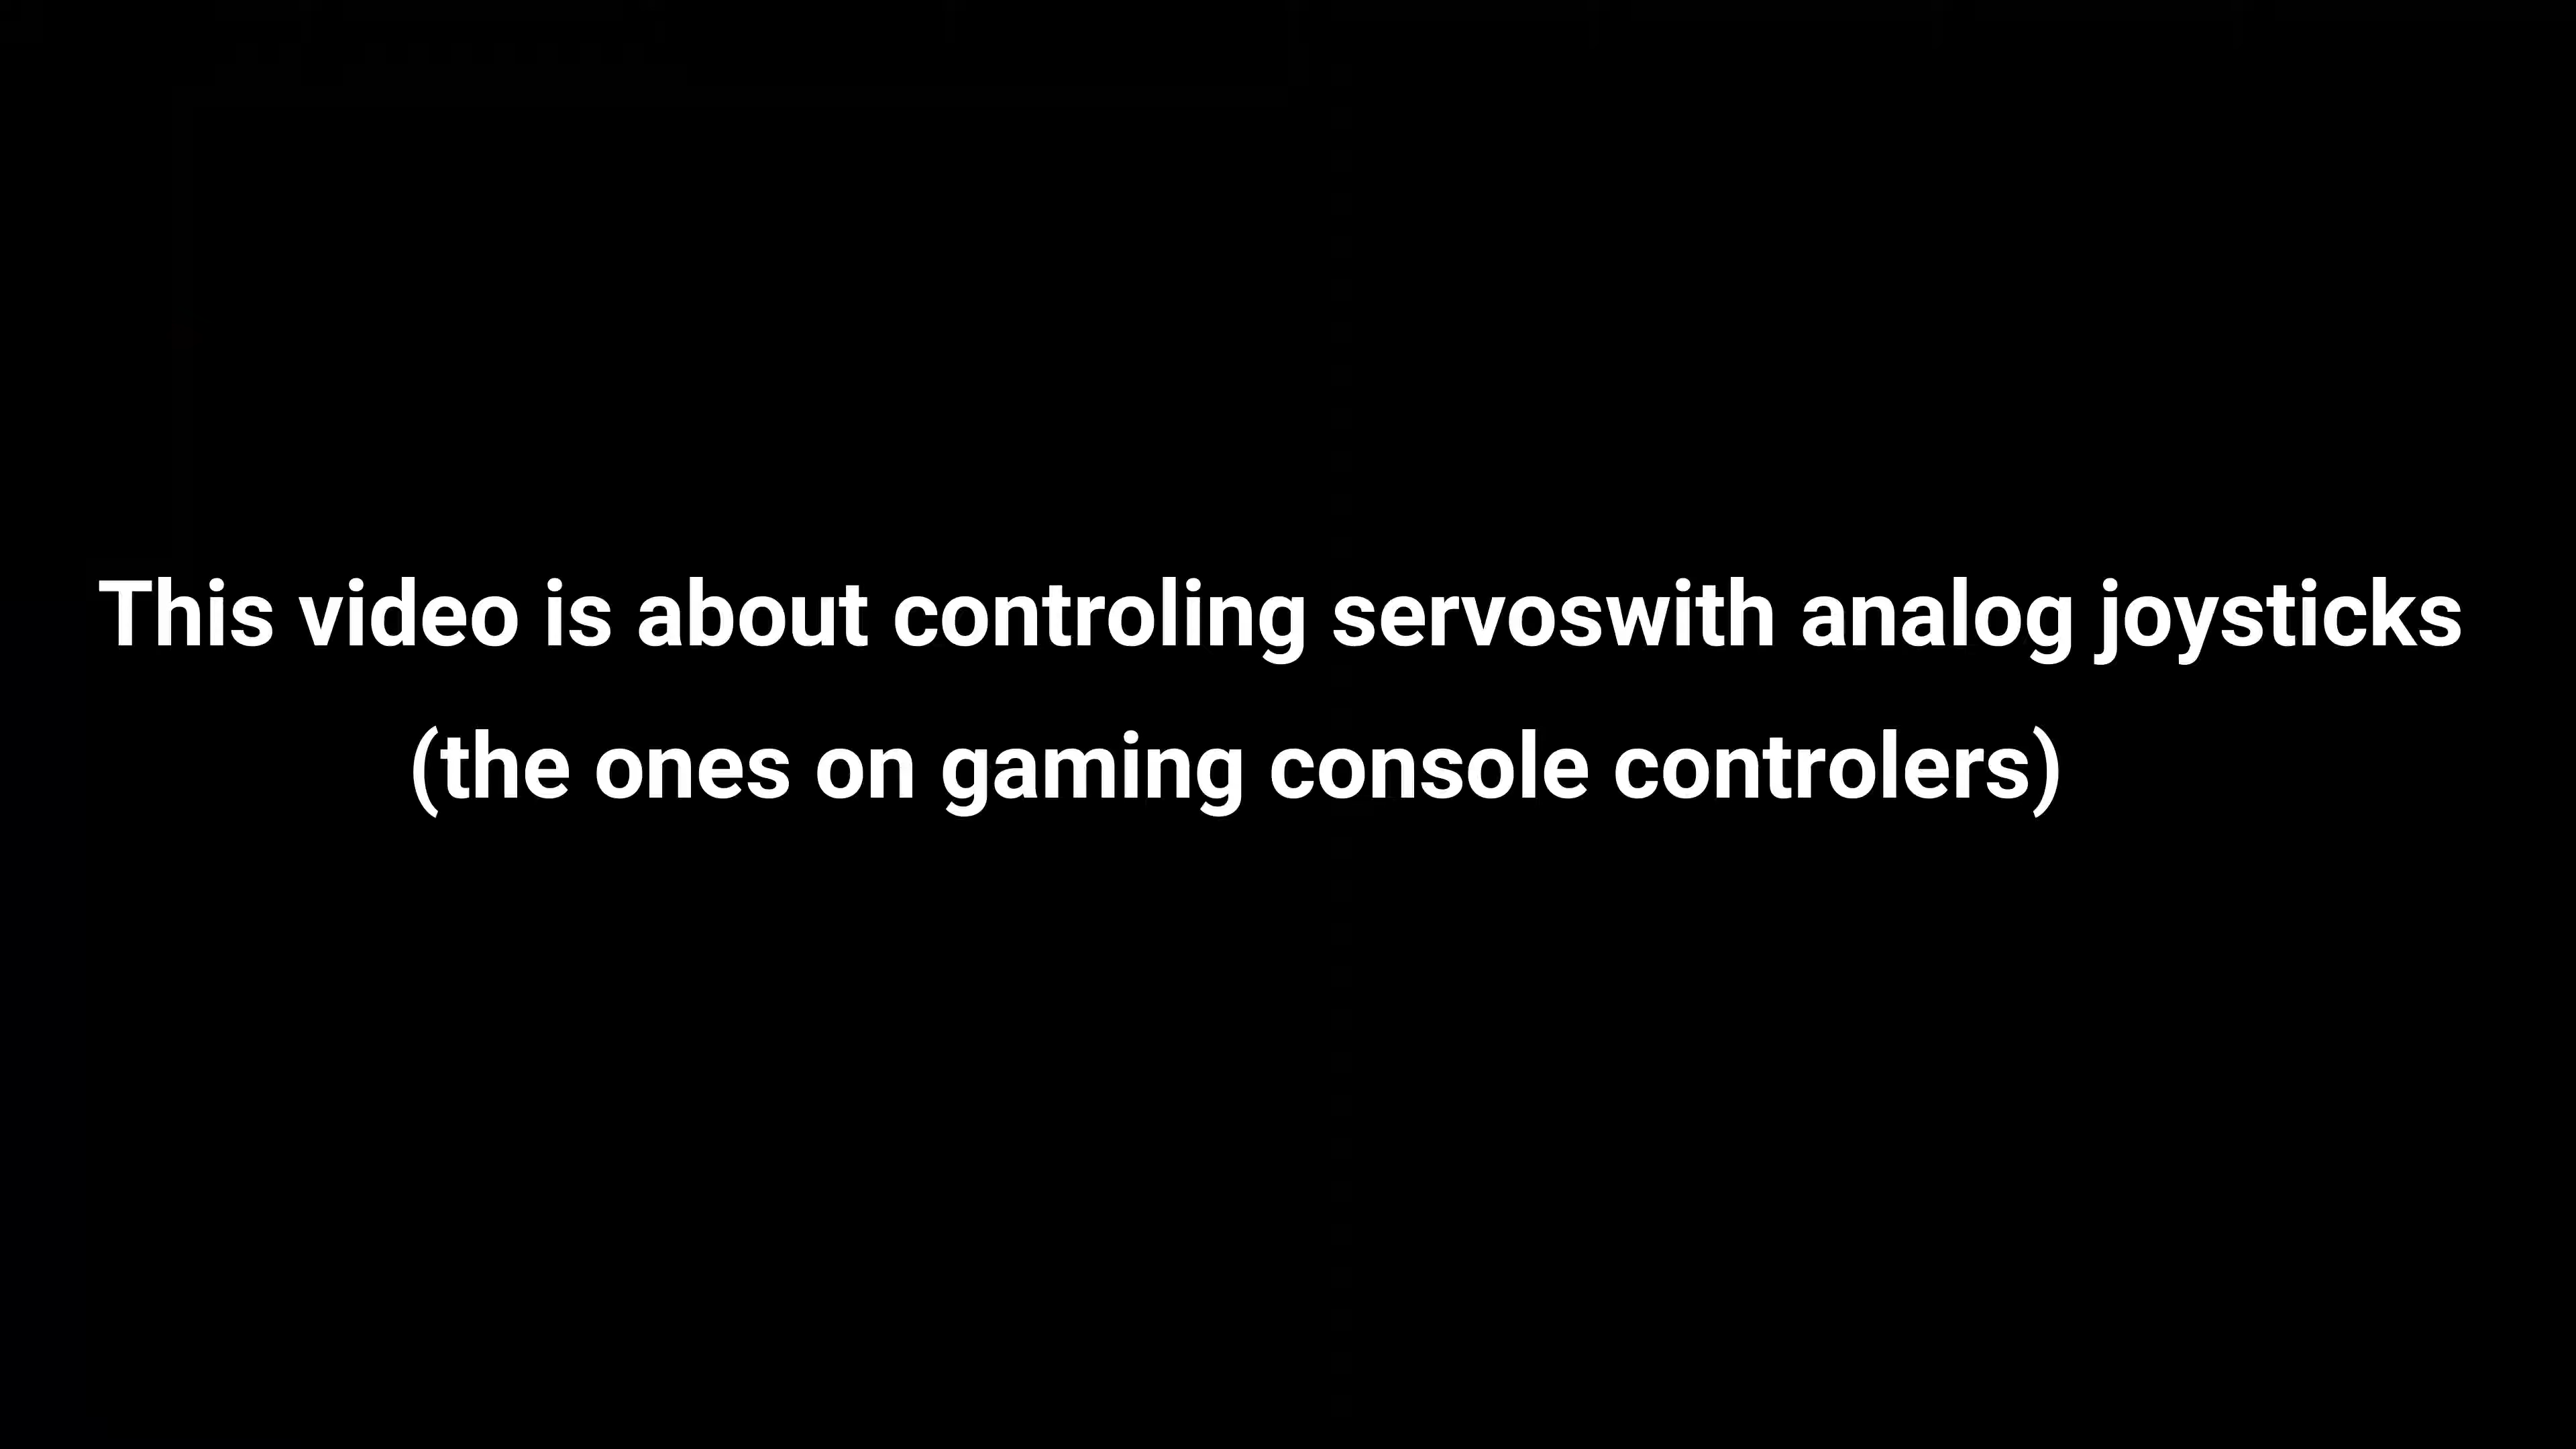 This video is about controling servoswith analog joysticks
(the ones on gaming console controlers)